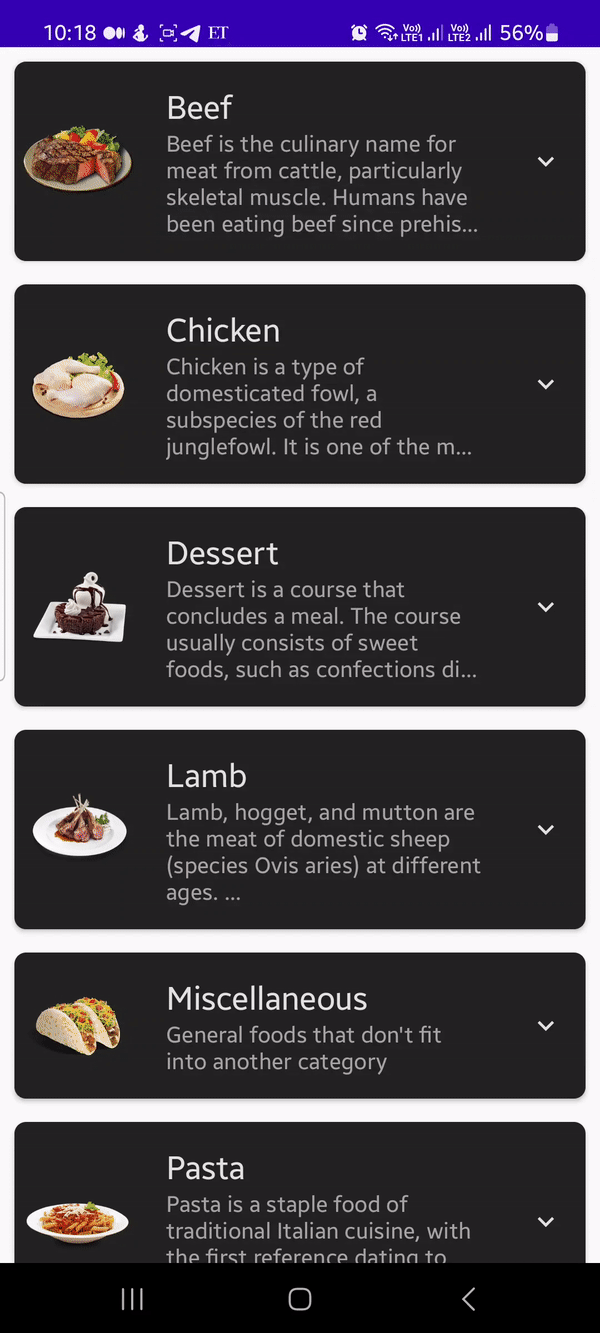 10:18 ET Vo)) LTE1 Vo)) LTE2 56%
Beef
Beef is the culinary name for
meat from cattle, particularly
skeletal muscle. Humans have
been eating beef since prehis...
Chicken
Chicken is a type of
domesticated fowl, a
subspecies of the red
junglefowl. It is one of the m...
Dessert
Dessert is a course that
concludes a meal. The course
usually consists of sweet
foods, such as confections di...
Lamb
Lamb, hogget, and mutton are
the meat of domestic sheep
(species Ovis aries) at different
ages. ...
Miscellaneous
General foods that don't fit
into another category
Pasta
Pasta is a staple food of
traditional Italian cuisine, with
the first reference dating to